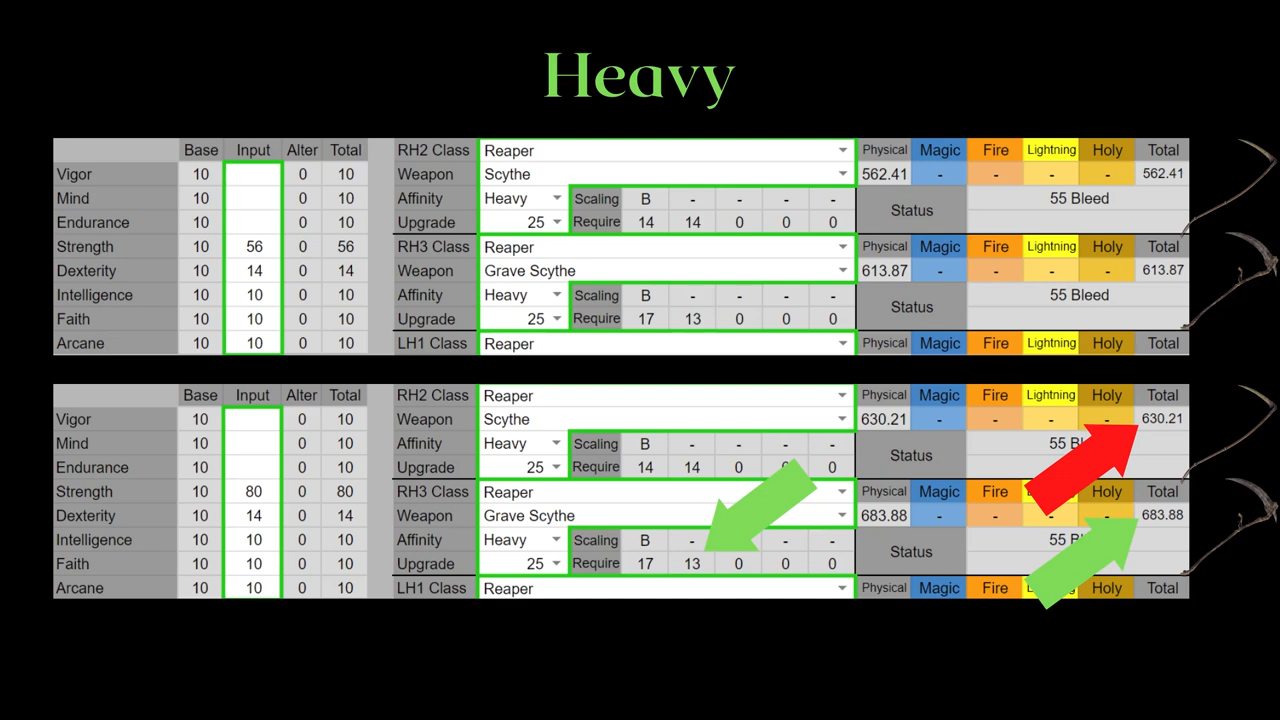 Heavy
Base Input Alter Total RH2 Class Reaper Physical Magic Fire Lightning Holy Total
Vigor 10 0 10 Weapon Scythe 562.41 - - - - 562.41
Mind 10 0 10 Affinity Heavy Scaling B - - - - Status 55 Bleed
Endurance 10 0 10 Upgrade 25 Require 14 14 0 0 0
Strength 10 56 0 56 RH3 Class Reaper Physical Magic Fire Lightning Holy Total
Dexterity 10 14 0 14 Weapon Grave Scythe 613.87 - - - - 613.87
Intelligence 10 10 0 10 Affinity Heavy Scaling B - - - - Status 55 Bleed
Faith 10 10 0 10 Upgrade 25 Require 17 13 0 0 0
Arcane 10 10 0 10 LH1 Class Reaper Physical Magic Fire Lightning Holy Total
Base Input Alter Total RH2 Class Reaper Physical Magic Fire Lightning Holy Total
Vigor 10 0 10 Weapon Scythe 630.21 - - - - 630.21
Mind 10 0 10 Affinity Heavy Scaling B - - - - Status 55
Endurance 10 0 10 Upgrade 25 Require 14 14 0 0 0
Strength 10 80 0 80 RH3 Class Reaper Physical Magic Fire Holy Total
Dexterity 10 14 0 14 Weapon Grave Scythe 683.88 - - - - 683.88
Intelligence 10 10 0 10 Affinity Heavy Scaling B - - - - Status 55
Faith 10 10 0 10 Upgrade 25 Require 17 13 0 0 0
Arcane 10 10 0 10 LH1 Class Reaper Physical Magic Fire Holy Total